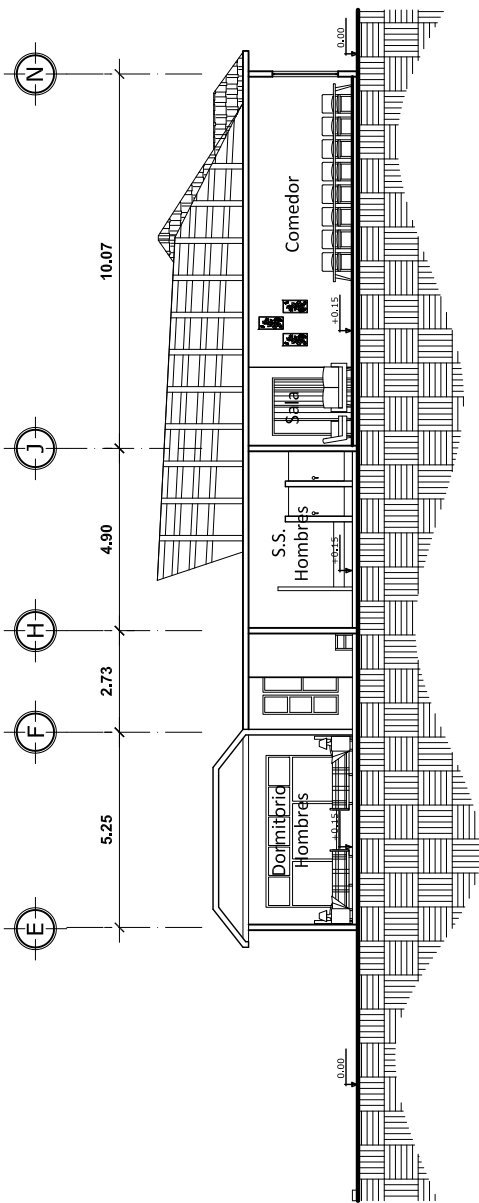 E
F
H
J
N
5.25
2.73
4.90
10.07
Dormitorio
Hombres
+0.15
S.S.
Hombres
+0.15
Sala
+0.15
Comedor
0.00
0.00